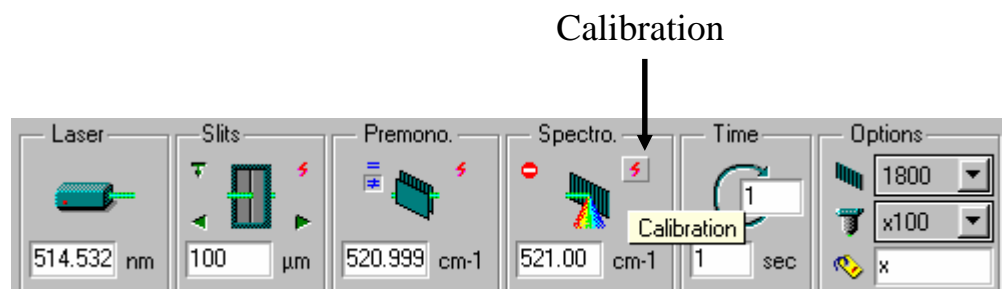 Calibration
Laser Slits Premono. Spectro. Time Options
1 1800
Calibration x100
514.532 nm 100 µm 520.999 cm-1 521.00 cm-1 1 sec x